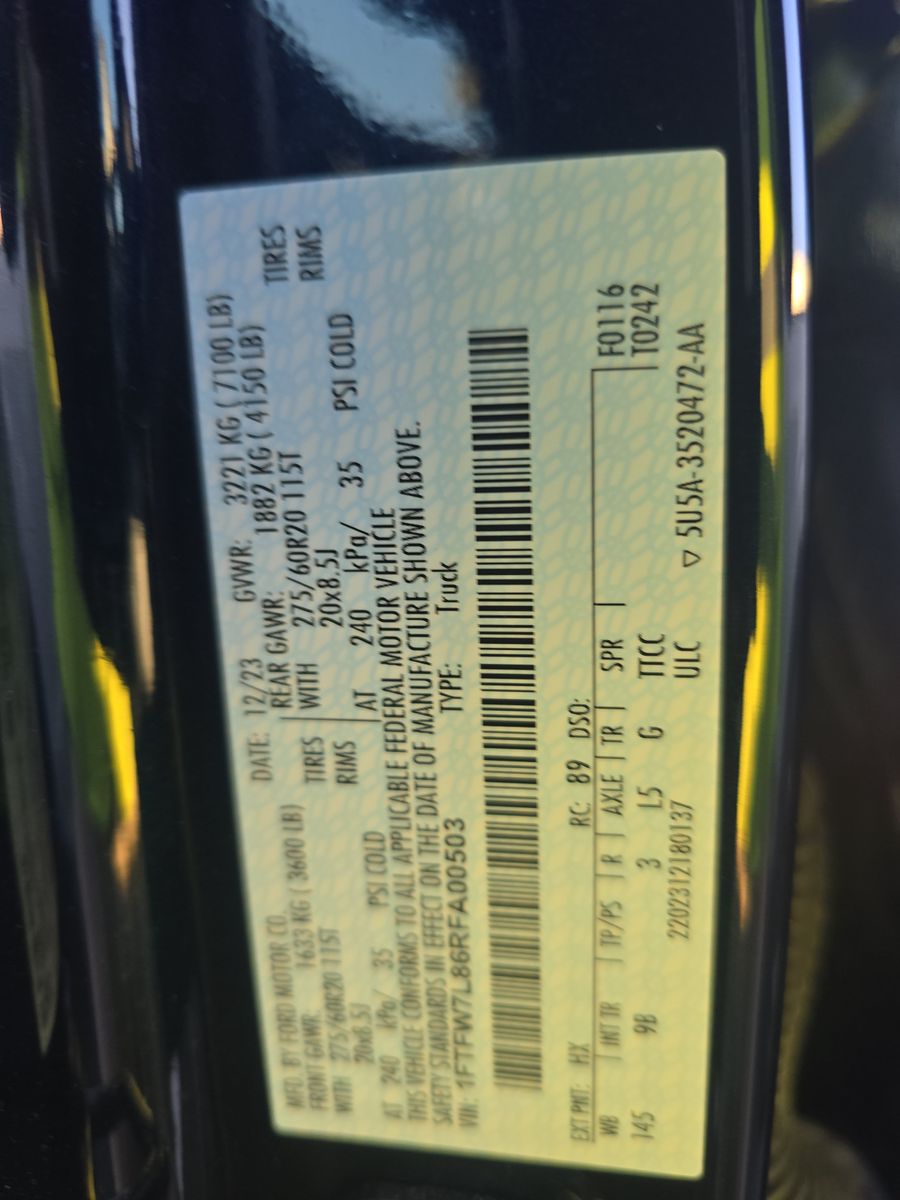 MFD. BY FORD MOTOR CO. DATE: 12/23 GVWR: 3221 KG ( 7100 LB)
FRONT GAWR: 1633 KG ( 3600 LB) REAR GAWR: 1882 KG ( 4150 LB)
WITH 275/60R20 115T TIRES WITH 275/60R20 115T TIRES
20x8.5J RIMS 20x8.5J RIMS
AT 240 kPa/ 35 PSI COLD AT 240 kPa/ 35 PSI COLD
THIS VEHICLE CONFORMS TO ALL APPLICABLE FEDERAL MOTOR VEHICLE
SAFETY STANDARDS IN EFFECT ON THE DATE OF MANUFACTURE SHOWN ABOVE.
VIN: 1FTFW7L86RFA00503 TYPE: Truck
EXT PNT: HX RC: 89 DSO:
WB INT TR TP/PS R AXLE TR SPR F0116
145 9B 3 L5 G TTCC T0242
2202312180137 ULC
▽ 5U5A-3520472-AA